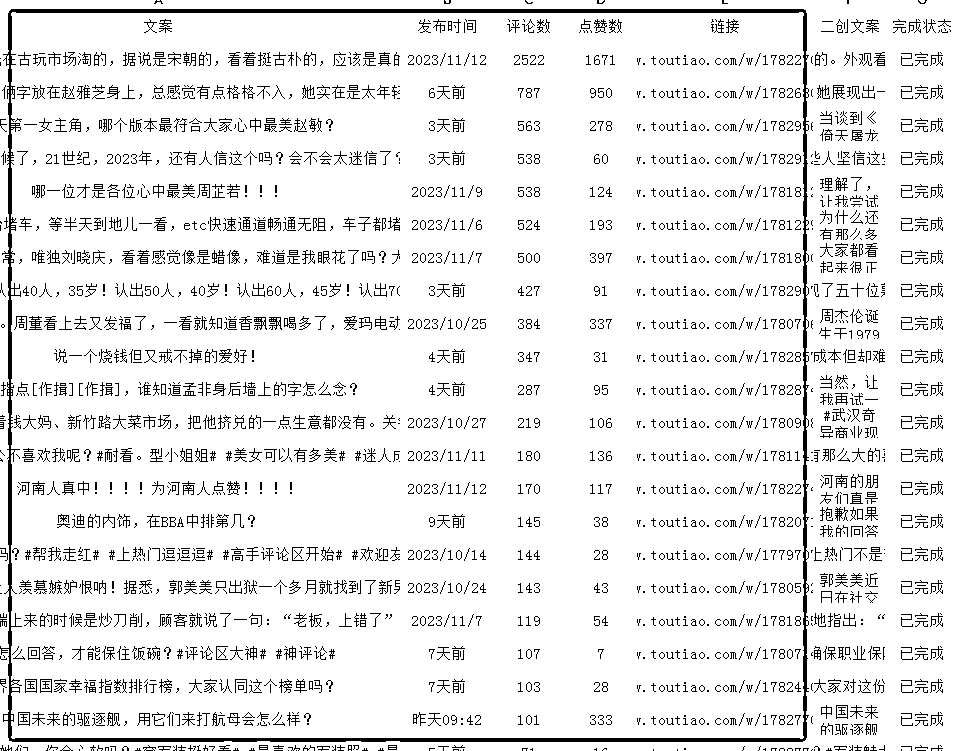 文案 发布时间 评论数 点赞数 链接 二创文案 完成状态
在古玩市场淘的，据说是宋朝的，看着挺古朴的，应该是真的 2023/11/12 2522 1671 w.toutiao.com/w/17822 的。外观看 已完成
俩字放在赵雅芝身上，总感觉有点格格不入，她实在是太年轻 6天前 787 950 w.toutiao.com/w/17826 她展现出一 已完成
天第一女主角，哪个版本最符合大家心中最美赵敏？ 3天前 563 278 w.toutiao.com/w/17829 当谈到《
倚天屠龙 已完成
候了，21世纪，2023年，还有人信这个吗？会不会太迷信了？ 3天前 538 60 w.toutiao.com/w/17829 些人坚信这些 已完成
哪一位才是各位心中最美周芷若！！！ 2023/11/9 538 124 w.toutiao.com/w/17818 理解了，
让我尝试 已完成
堵车，等半天到地儿一看，etc快速通道畅通无阻，车子都堵 2023/11/6 524 193 w.toutiao.com/w/17812 为什么还
有那么多 已完成
常，唯独刘晓庆，看着感觉像是蜡像，难道是我眼花了吗？大 2023/11/7 500 397 w.toutiao.com/w/17818 大家都看
起来很正 已完成
认出40人，35岁！认出50人，40岁！认出60人，45岁！认出70 3天前 427 91 w.toutiao.com/w/17829 了五十位 已完成
。周董看上去又发福了，一看就知道香飘飘喝多了，爱玛电动 2023/10/25 384 337 w.toutiao.com/w/17807 周杰伦诞
生于1979 已完成
说一个烧钱但又戒不掉的爱好！ 4天前 347 31 w.toutiao.com/w/17828 成本但却难 已完成
指点[作揖][作揖]，谁知道孟非身后墙上的字怎么念？ 4天前 287 95 w.toutiao.com/w/17828 当然，让
我再试一 已完成
着钱大妈、新竹路大菜市场，把他挤兑的一点生意都没有。关 2023/10/27 219 106 w.toutiao.com/w/17809 #武汉奇
异商业现 已完成
不喜欢我呢？#耐看。型小姐姐# #美女可以有多美# #迷人 2023/11/11 180 136 w.toutiao.com/w/17811 有那么大的 已完成
河南人真中！！！！为河南人点赞！！！！ 2023/11/12 170 117 w.toutiao.com/w/17822 河南的朋
友们真是 已完成
奥迪的内饰，在BBA中排第几？ 9天前 145 38 w.toutiao.com/w/17820 抱歉如果
我的回答 已完成
吗？#帮我走红# #上热门逗逗逗# #高手评论区开始# #欢迎 2023/10/14 144 28 w.toutiao.com/w/17797 上热门不是 已完成
人羡慕嫉妒恨呐！据悉，郭美美只出狱一个多月就找到了新男 2023/10/24 143 43 w.toutiao.com/w/17805 郭美美近
日在社交 已完成
端上来的时候是炒刀削，顾客就说了一句：“老板，上错了” 2023/11/7 119 54 w.toutiao.com/w/17818 地指出：“ 已完成
怎么回答，才能保住饭碗？#评论区大神# #神评论# 7天前 107 7 w.toutiao.com/w/17807 确保职业保 已完成
界各国国家幸福指数排行榜，大家认同这个榜单吗？ 7天前 103 28 w.toutiao.com/w/17824 大家对这份 已完成
中国未来的驱逐舰，用它们来打航母会怎么样？ 昨天09:42 101 333 w.toutiao.com/w/17827 中国未来
的驱逐舰 已完成